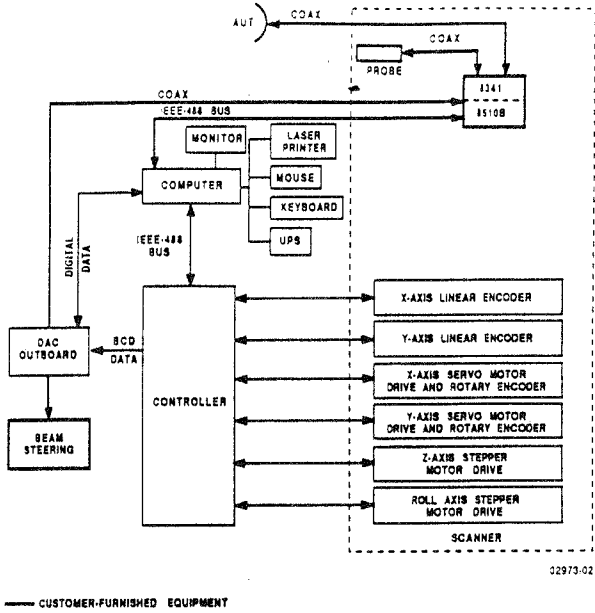 AUT
COAX
COAX
PROBE
8341
8510B
COAX
IEEE-488 BUS
MONITOR
LASER
PRINTER
COMPUTER
MOUSE
KEYBOARD
UPS
IEEE-488
BUS
DIGITAL
DATA
X-AXIS LINEAR ENCODER
Y-AXIS LINEAR ENCODER
DAC
OUTBOARD
BCD
DATA
X-AXIS SERVO MOTOR
DRIVE AND ROTARY ENCODER
CONTROLLER
Y-AXIS SERVO MOTOR
DRIVE AND ROTARY ENCODER
BEAM
STEERING
Z-AXIS STEPPER
MOTOR DRIVE
ROLL AXIS STEPPER
MOTOR DRIVE
SCANNER
02973-02
CUSTOMER-FURNISHED EQUIPMENT